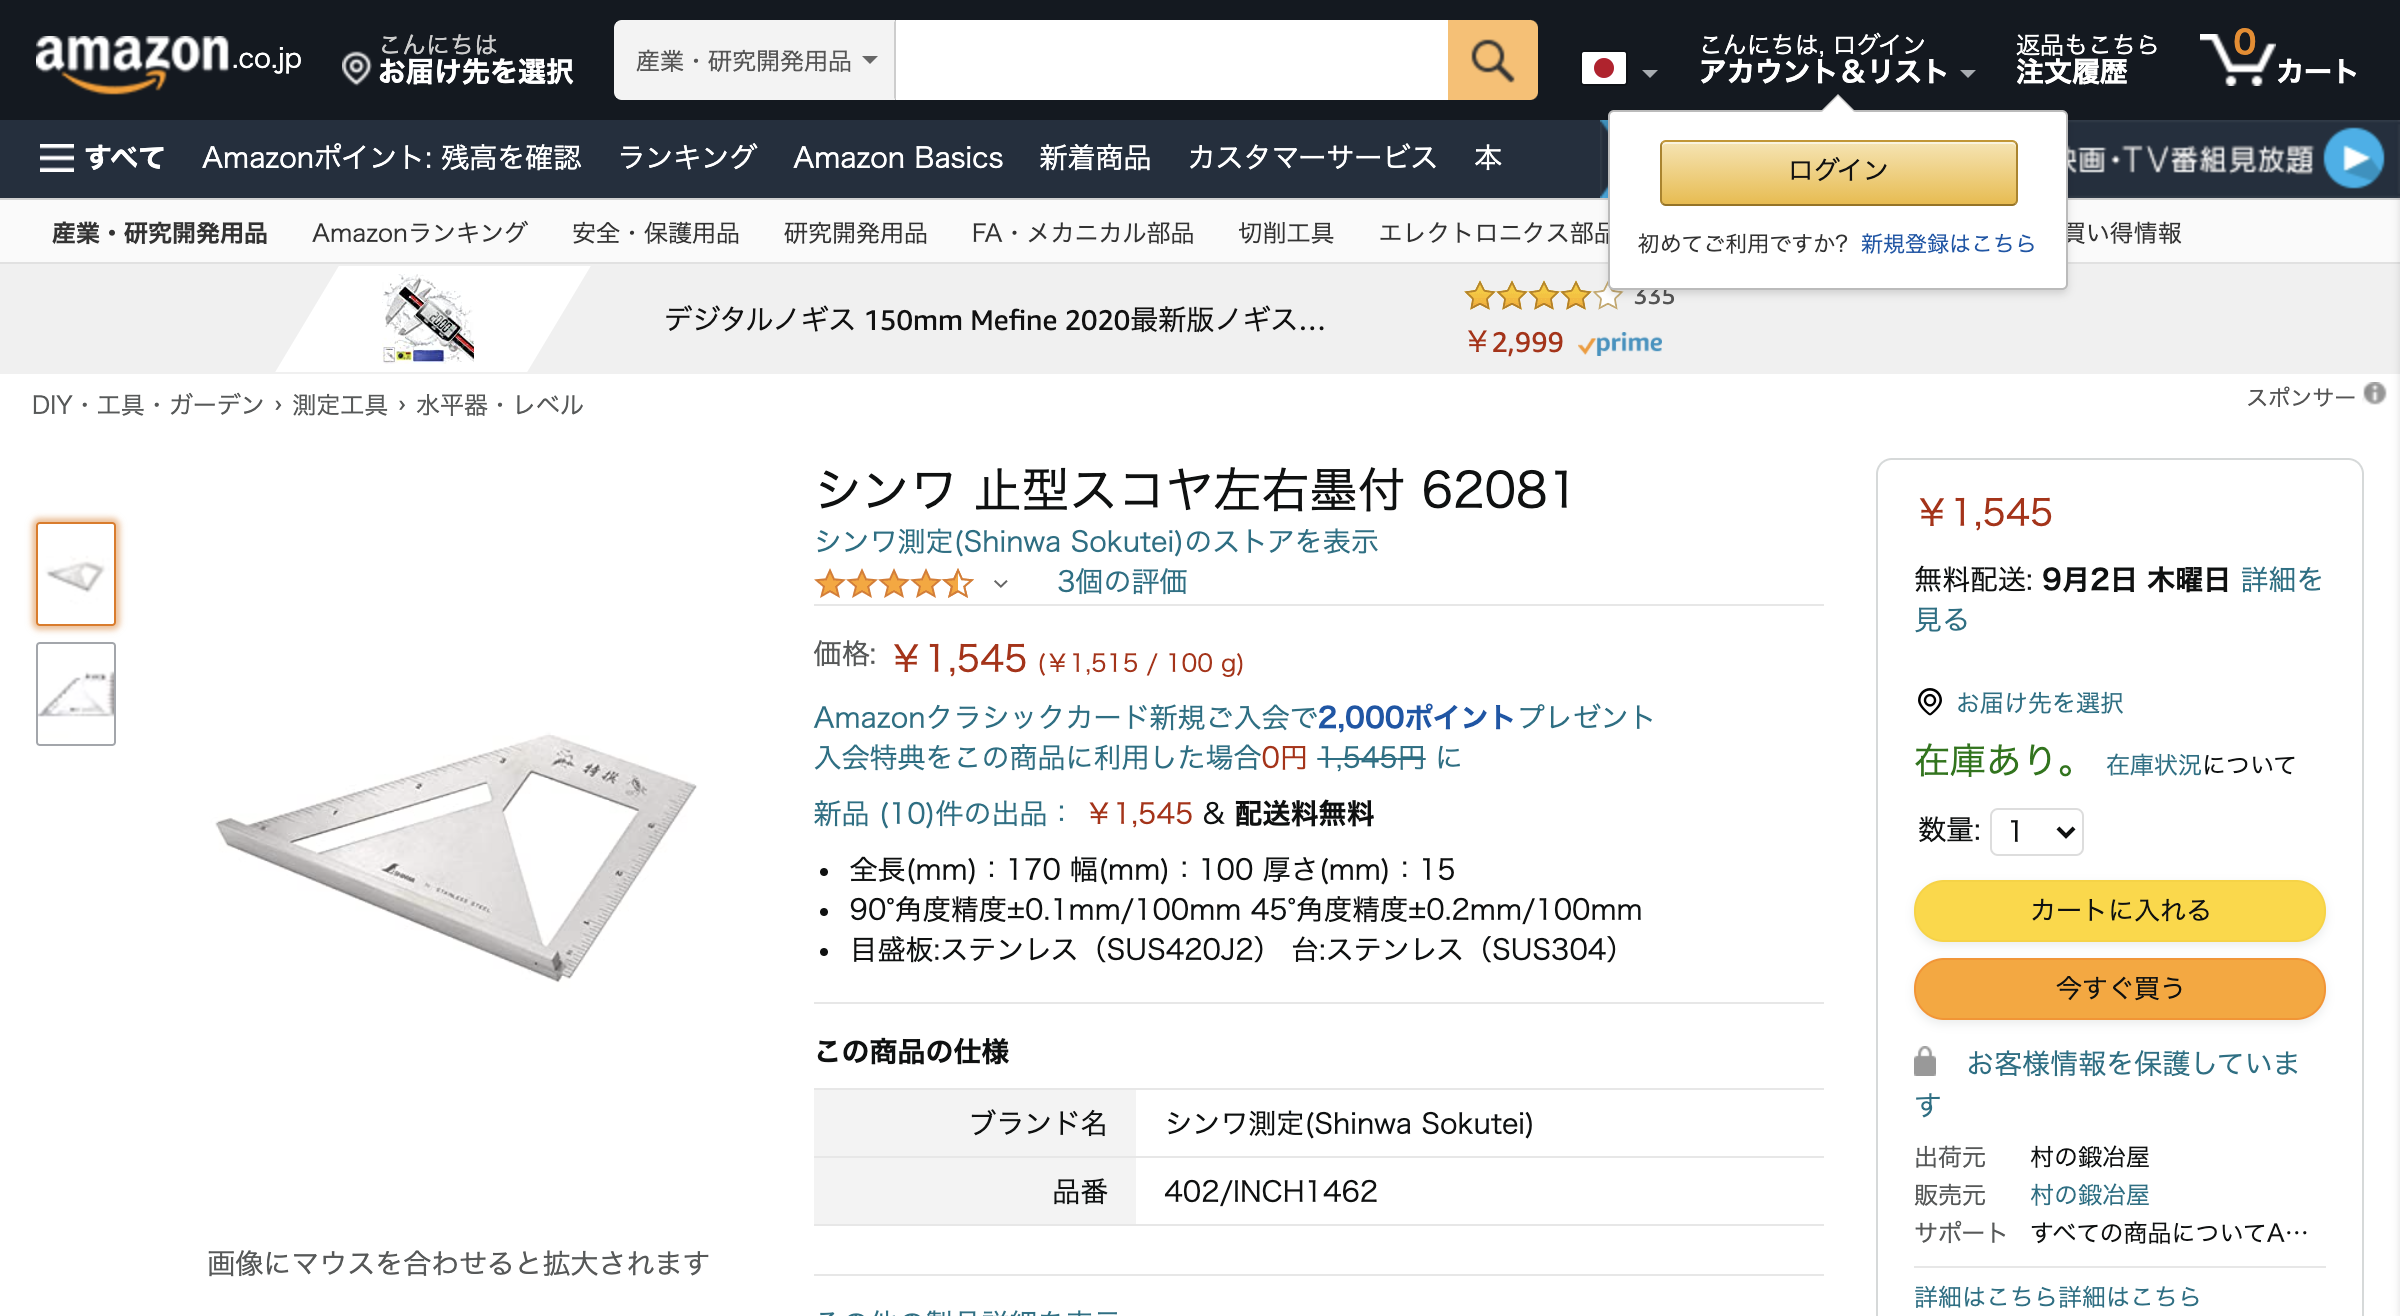 amazon.co.jp
こんにちは
お届け先を選択
産業・研究開発用品
こんにちは, ログイン
アカウント＆リスト
返品もこちら
注文履歴
0
カート
すべて
Amazonポイント: 残高を確認
ランキング
Amazon Basics
新着商品
カスタマーサービス
本
画・TV番組見放題
ログイン
初めてご利用ですか? 新規登録はこちら
産業・研究開発用品
Amazonランキング
安全・保護用品
研究開発用品
FA・メカニカル部品
切削工具
エレクトロニクス部品
買い得情報
デジタルノギス 150mm Mefine 2020最新版ノギス...
335
￥2,999 prime
スポンサー
DIY・工具・ガーデン › 測定工具 › 水平器・レベル
シンワ 止型スコヤ左右墨付 62081
シンワ測定(Shinwa Sokutei)のストアを表示
3個の評価
価格: ￥1,545 (￥1,515 / 100 g)
Amazonクラシックカード新規ご入会で2,000ポイントプレゼント
入会特典をこの商品に利用した場合0円 1,545円 に
新品 (10)件の出品： ￥1,545 & 配送料無料
• 全長(mm)：170 幅(mm)：100 厚さ(mm)：15
• 90°角度精度±0.1mm/100mm 45°角度精度±0.2mm/100mm
• 目盛板:ステンレス（SUS420J2） 台:ステンレス（SUS304）
この商品の仕様
ブランド名 シンワ測定(Shinwa Sokutei)
品番 402/INCH1462
特撰
SHINWA
STAINLESS STEEL
画像にマウスを合わせると拡大されます
￥1,545
無料配送: 9月2日 木曜日 詳細を
見る
お届け先を選択
在庫あり。 在庫状況について
数量: 1
カートに入れる
今すぐ買う
お客様情報を保護していま
す
出荷元 村の鍛冶屋
販売元 村の鍛冶屋
サポート すべての商品についてA…
詳細はこちら詳細はこちら